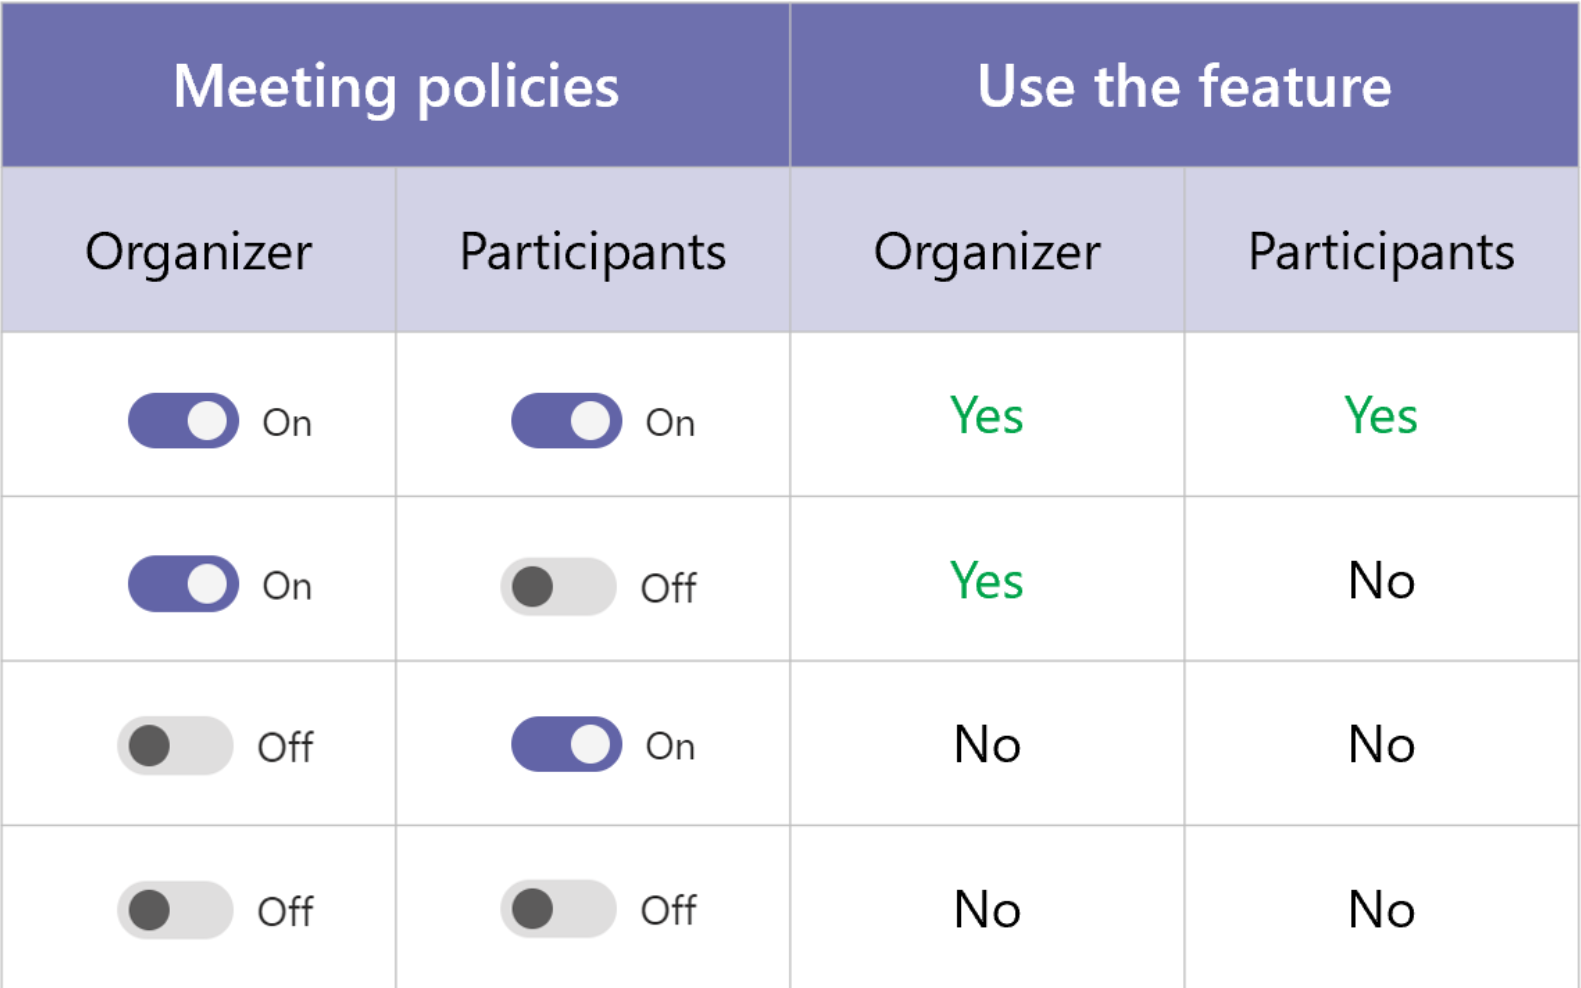 Meeting policies Use the feature
Organizer Participants Organizer Participants
On On Yes Yes
On Off Yes No
Off On No No
Off Off No No